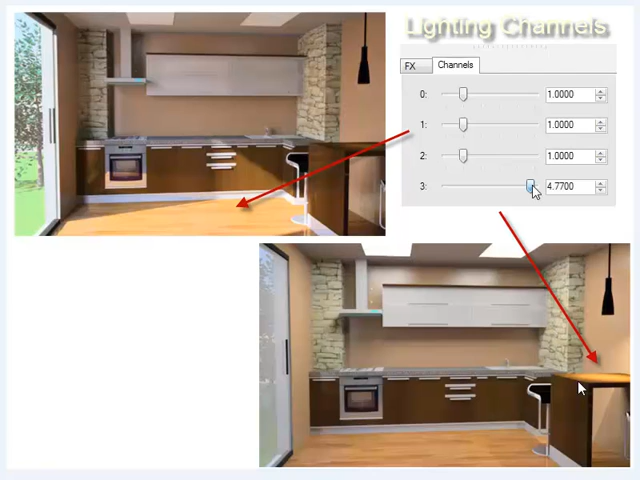 Lighting Channels
FX Channels
0: 1.0000
1: 1.0000
2: 1.0000
3: 4.7700